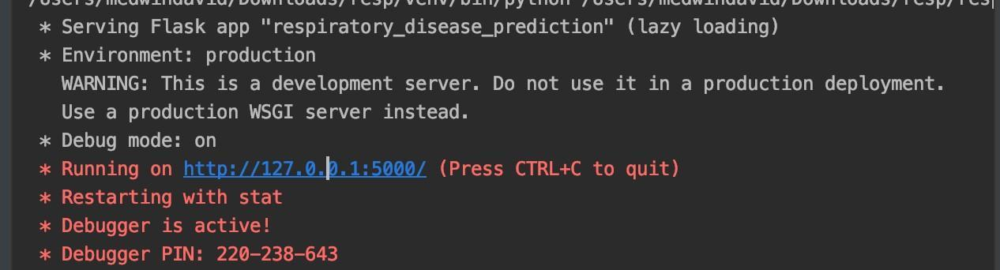 /Users/medwindavid/Downloads/resp/venv/bin/python /Users/medwindavid/Downloads/resp/resp
* Serving Flask app "respiratory_disease_prediction" (lazy loading)
* Environment: production
WARNING: This is a development server. Do not use it in a production deployment.
Use a production WSGI server instead.
* Debug mode: on
* Running on http://127.0.0.1:5000/ (Press CTRL+C to quit)
* Restarting with stat
* Debugger is active!
* Debugger PIN: 220-238-643